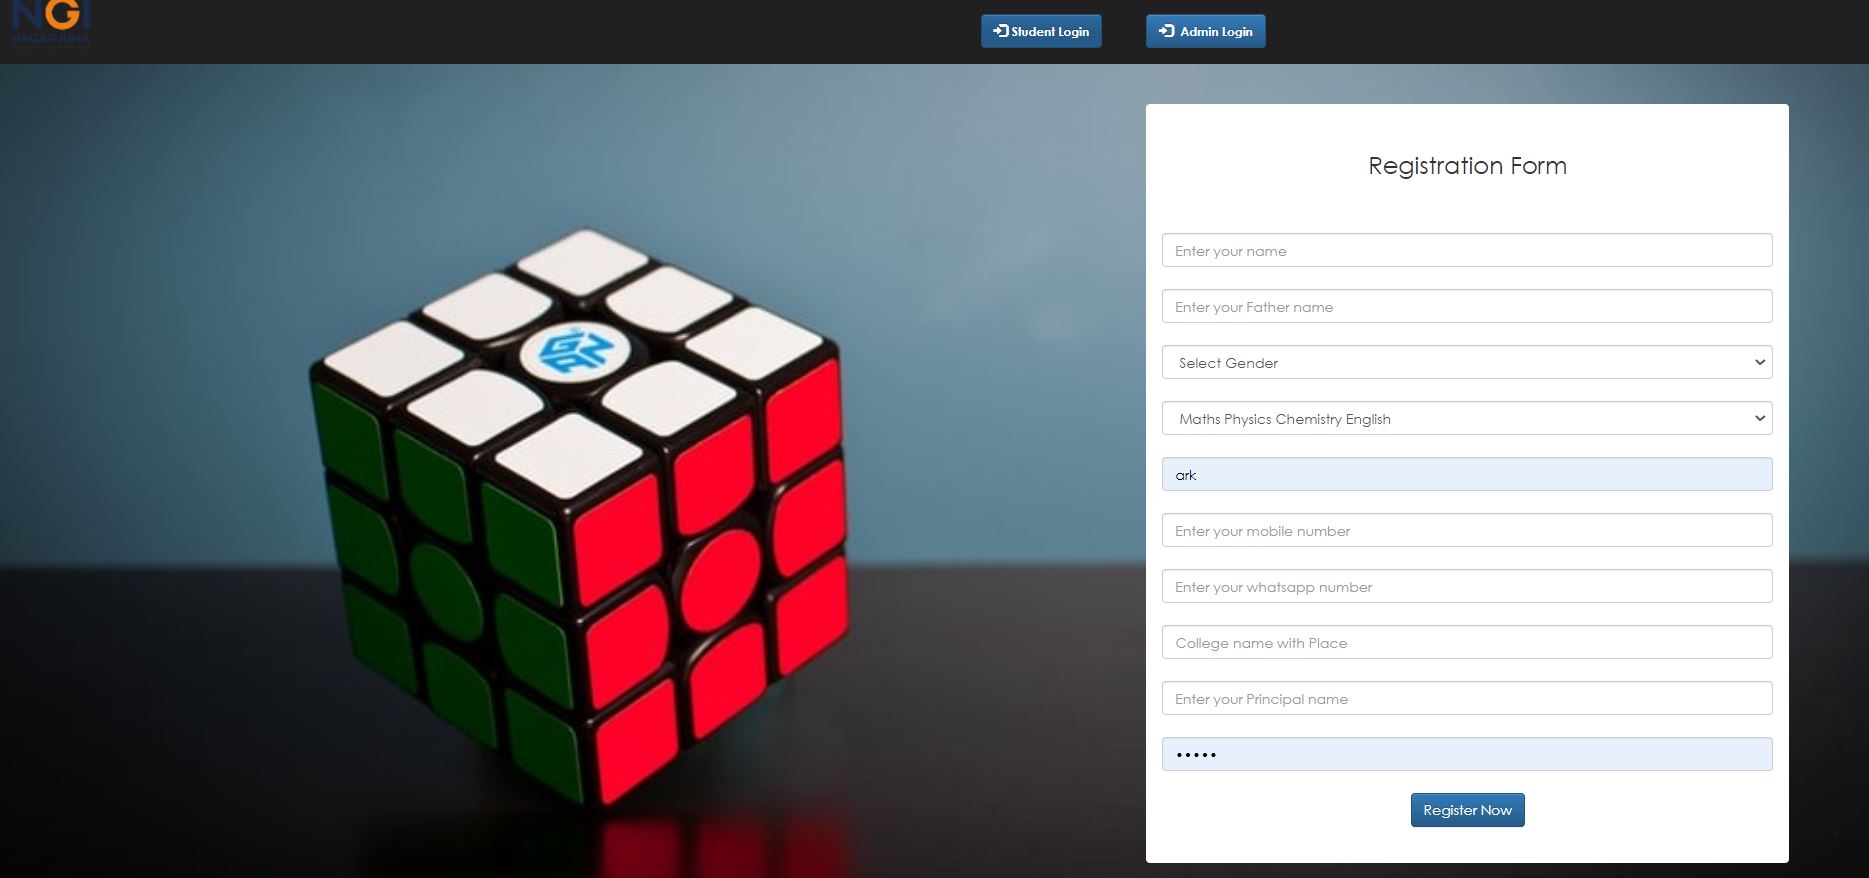 NGI
NAGARJUNA
Student Login
Admin Login
Registration Form
Enter your name
Enter your Father name
Select Gender
Maths Physics Chemistry English
ark
Enter your mobile number
Enter your whatsapp number
College name with Place
Enter your Principal name
•••••
Register Now
GAN